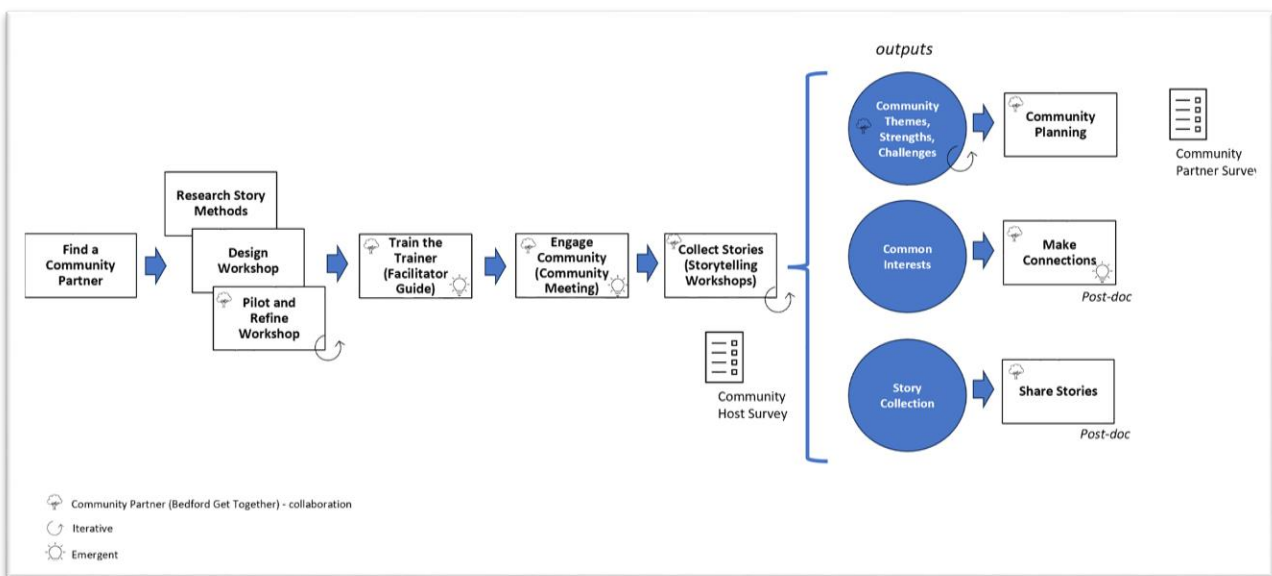 outputs
Community
Themes,
Strengths,
Challenges
Community
Planning
Community
Partner Survey
Research Story
Methods
Find a
Community
Partner
Design
Workshop
Pilot and
Refine
Workshop
Train the
Trainer
(Facilitator
Guide)
Engage
Community
(Community
Meeting)
Collect Stories
(Storytelling
Workshops)
Common
Interests
Make
Connections
Post-doc
Community
Host Survey
Story
Collection
Share Stories
Post-doc
Community Partner (Bedford Get Together) - collaboration
Iterative
Emergent